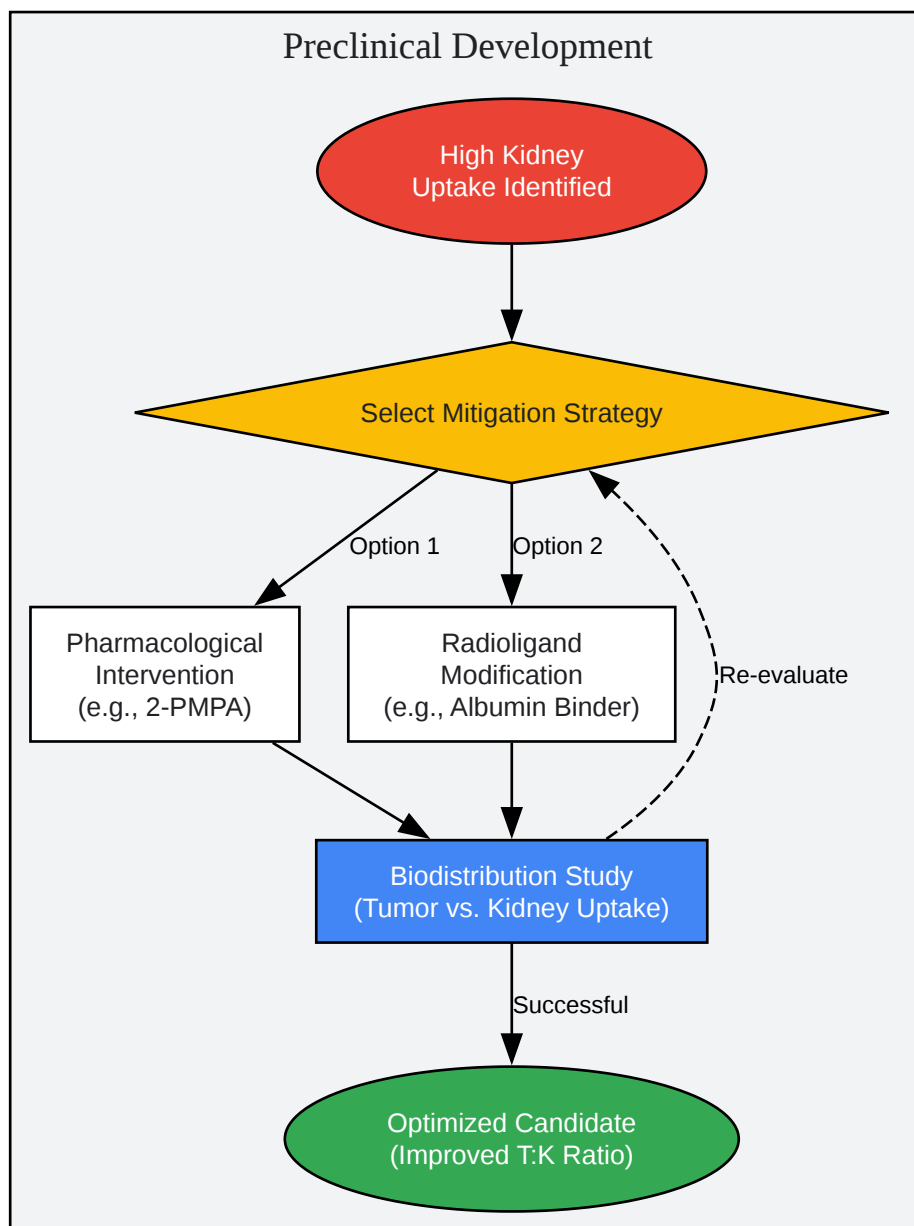 Preclinical Development
High Kidney
Uptake Identified
Select Mitigation Strategy
Option 1
Option 2
Pharmacological
Intervention
(e.g., 2-PMPA)
Radioligand
Modification
(e.g., Albumin Binder)
Re-evaluate
Biodistribution Study
(Tumor vs. Kidney Uptake)
Successful
Optimized Candidate
(Improved T:K Ratio)